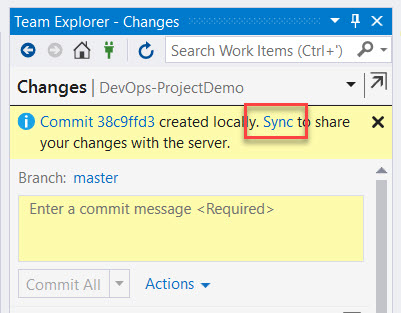 Team Explorer - Changes
Search Work Items (Ctrl+')
Changes | DevOps-ProjectDemo
Commit 38c9ffd3 created locally. Sync to share
your changes with the server.
Branch: master
Enter a commit message <Required>
Commit All
Actions